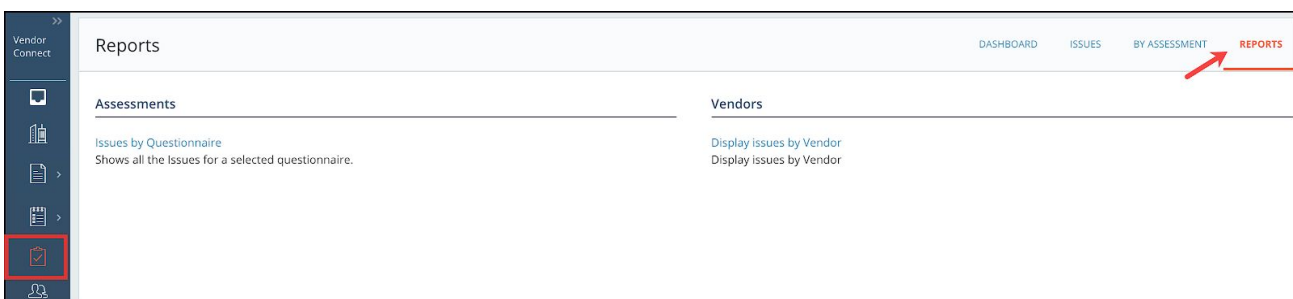 Vendor
Connect
Reports
DASHBOARD ISSUES BY ASSESSMENT REPORTS
Assessments
Issues by Questionnaire
Shows all the Issues for a selected questionnaire.
Vendors
Display issues by Vendor
Display issues by Vendor